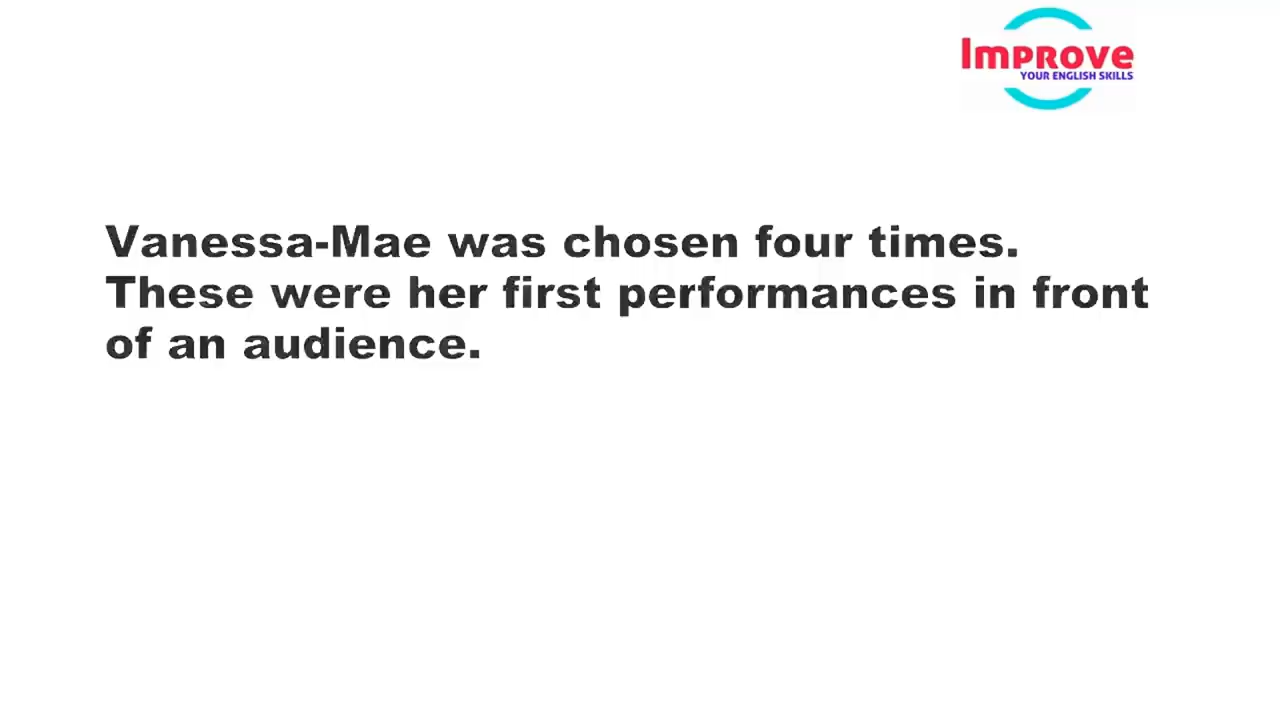 Improve
YOUR ENGLISH SKILLS
Vanessa-Mae was chosen four times.
These were her first performances in front
of an audience.